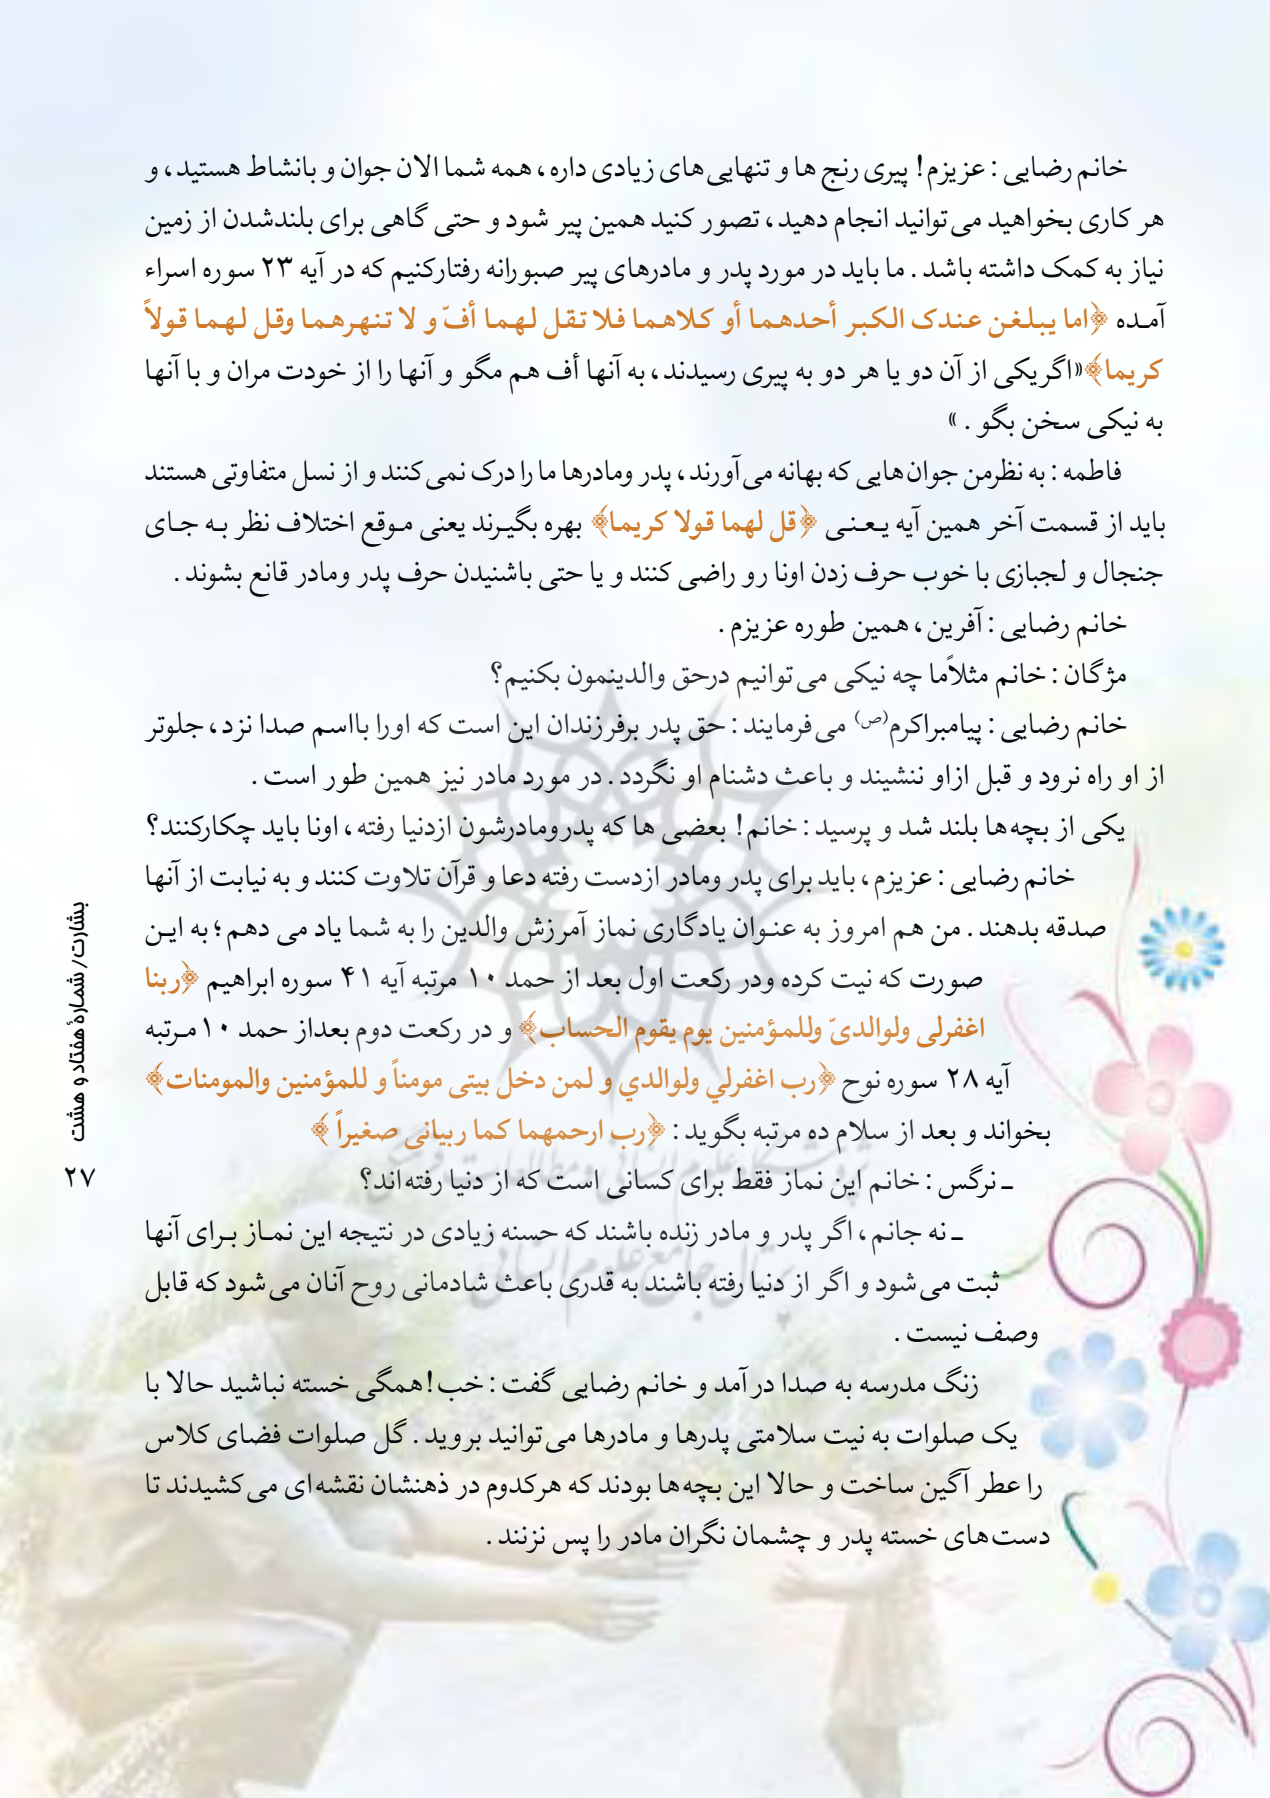 خانم رضایی : عزیزم! پیری رنج ها و تنهایی‌های زیادی داره، همه شما الان جوان و بانشاط هستید، و
هر کاری بخواهید می‌توانید انجام دهید، تصور کنید همین پیر شود و حتی گاهی برای بلندشدن از زمین
نیاز به کمک داشته باشد. ما باید در مورد پدر و مادرهای پیر صبورانه رفتارکنیم که در آیه ۲۳ سوره اسراء
آمده ﴿اما یبلغن عندک الکبر أحدهما أو کلاهما فلا تقل لهما أفّ و لا تنهرهما وقل لهما قولاً
کریما﴾«اگریکی از آن دو یا هر دو به پیری رسیدند، به آنها أف هم مگو و آنها را از خودت مران و با آنها
به نیکی سخن بگو. »
فاطمه : به نظرمن جوان‌هایی که بهانه می‌آورند، پدر ومادرها ما را درک نمی‌کنند و از نسل متفاوتی هستند
باید از قسمت آخر همین آیه یعنی ﴿قل لهما قولا کریما﴾ بهره بگیرند یعنی موقع اختلاف نظر به جای
جنجال و لجبازی با خوب حرف زدن اونا رو راضی کنند و یا حتی باشنیدن حرف پدر ومادر قانع بشوند.
خانم رضایی : آفرین، همین طوره عزیزم.
مژگان : خانم مثلاًما چه نیکی می‌توانیم درحق والدینمون بکنیم؟
خانم رضایی : پیامبراکرم(ص) می‌فرمایند : حق پدر برفرزندان این است که اورا بااسم صدا نزد، جلوتر
از او راه نرود و قبل ازاو ننشیند و باعث دشنام او نگردد. در مورد مادر نیز همین طور است.
یکی از بچه‌ها بلند شد و پرسید : خانم! بعضی ها که پدرومادرشون ازدنیا رفته، اونا باید چکارکنند؟
خانم رضایی : عزیزم، باید برای پدر ومادر ازدست رفته دعا و قرآن تلاوت کنند و به نیابت از آنها
صدقه بدهند. من هم امروز به عنوان یادگاری نماز آمرزش والدین را به شما یاد می دهم؛ به این
صورت که نیت کرده ودر رکعت اول بعد از حمد ۱۰ مرتبه آیه ۴۱ سوره ابراهیم ﴿ربنا
اغفرلی ولوالدیّ وللمؤمنین یوم یقوم الحساب﴾ و در رکعت دوم بعداز حمد ۱۰مرتبه
آیه ۲۸ سوره نوح ﴿رب اغفرلي ولوالدي و لمن دخل بیتی مومناً و للمؤمنین والمومنات﴾
بخواند و بعد از سلام ده مرتبه بگوید : ﴿رب ارحمهما کما ربیانی صغیراً﴾
ـ نرگس : خانم این نماز فقط برای کسانی است که از دنیا رفته‌اند؟
ـ نه جانم، اگر پدر و مادر زنده باشند که حسنه زیادی در نتیجه این نماز برای آنها
ثبت می‌شود و اگر از دنیا رفته باشند به قدری باعث شادمانی روح آنان می‌شود که قابل
وصف نیست.
زنگ مدرسه به صدا درآمد و خانم رضایی گفت : خب!همگی خسته نباشید حالا با
یک صلوات به نیت سلامتی پدرها و مادرها می‌توانید بروید. گل صلوات فضای کلاس
را عطر آگین ساخت و حالا این بچه‌ها بودند که هرکدوم در ذهنشان نقشه‌ای می‌کشیدند تا
دست‌های خسته پدر و چشمان نگران مادر را پس نزنند.
بشارت/ شمارهٔ هفتاد و هشت
۲۷
پژوهشگاه علوم انسانی و مطالعات فرهنگی
پرتال جامع علوم انسانی